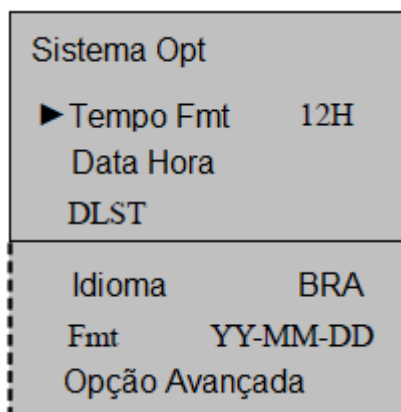 Sistema Opt
►Tempo Fmt 12H
Data Hora
DLST
Idioma BRA
Fmt YY-MM-DD
Opção Avançada